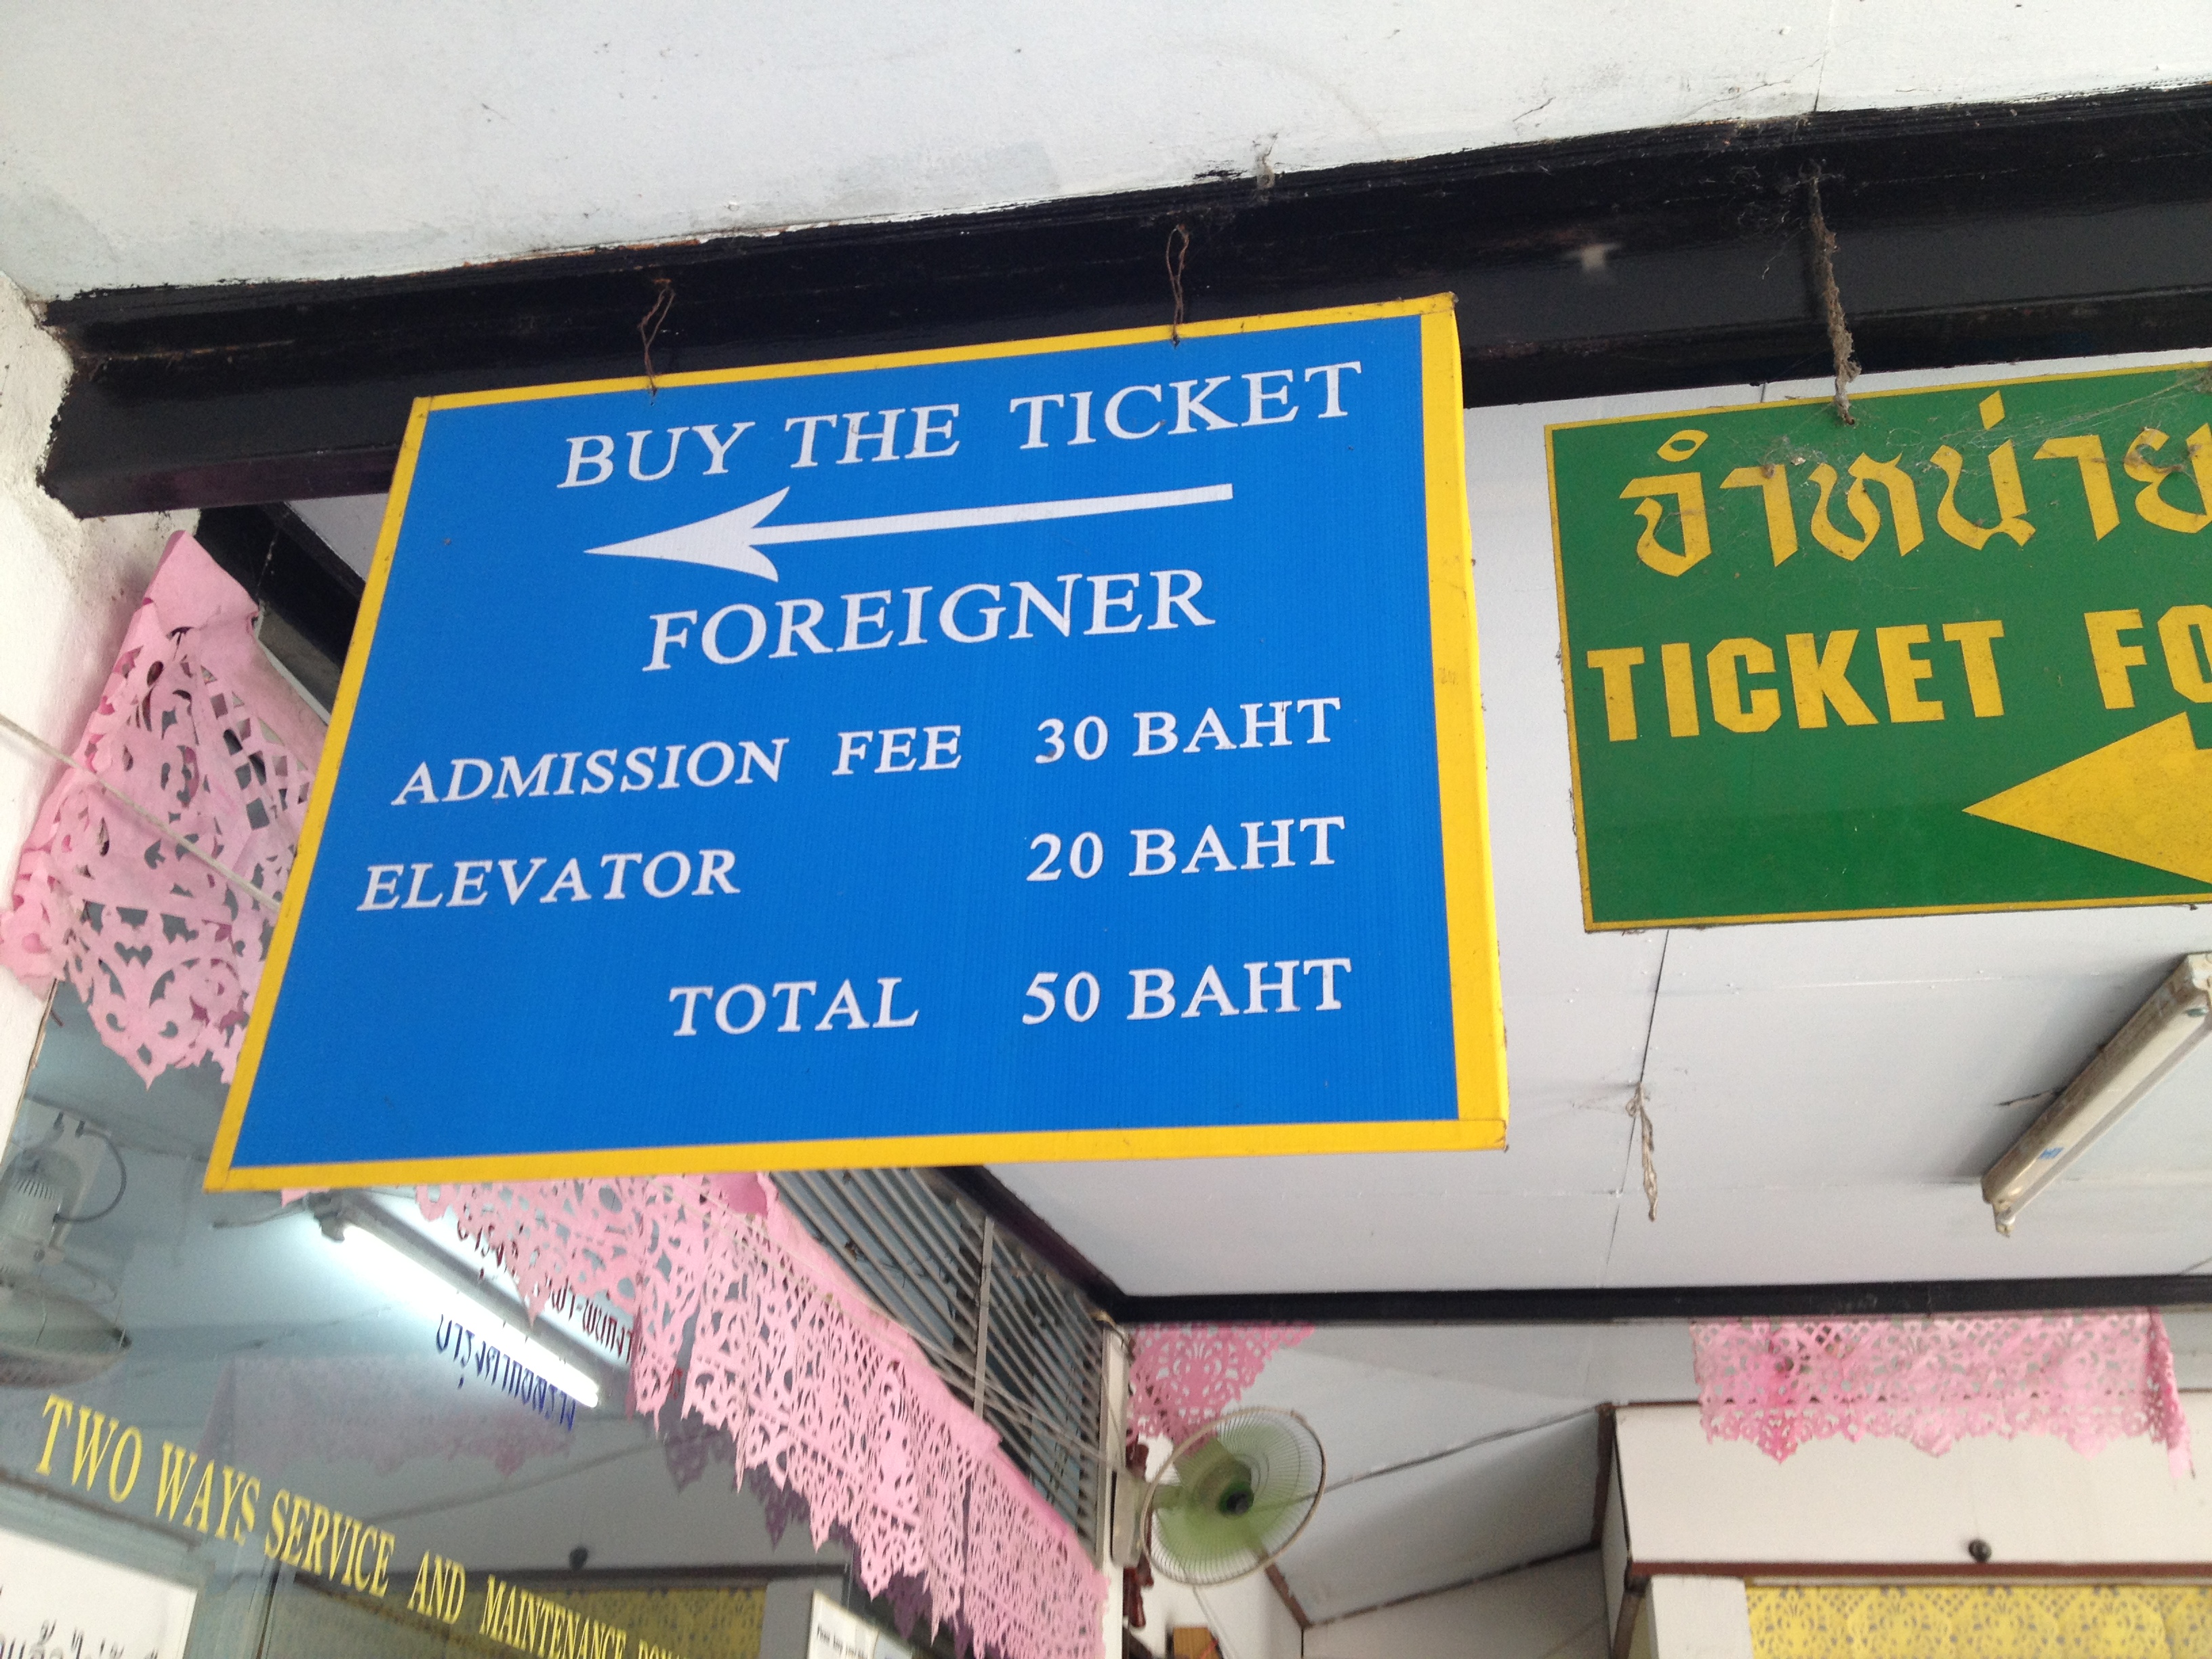 BUY THE TICKET
FOREIGNER
ADMISSION FEE 30 BAHT
ELEVATOR 20 BAHT
TOTAL 50 BAHT
จำหน่าย
TICKET FO
TWO WAYS SERVICE AND MAINTENANCE